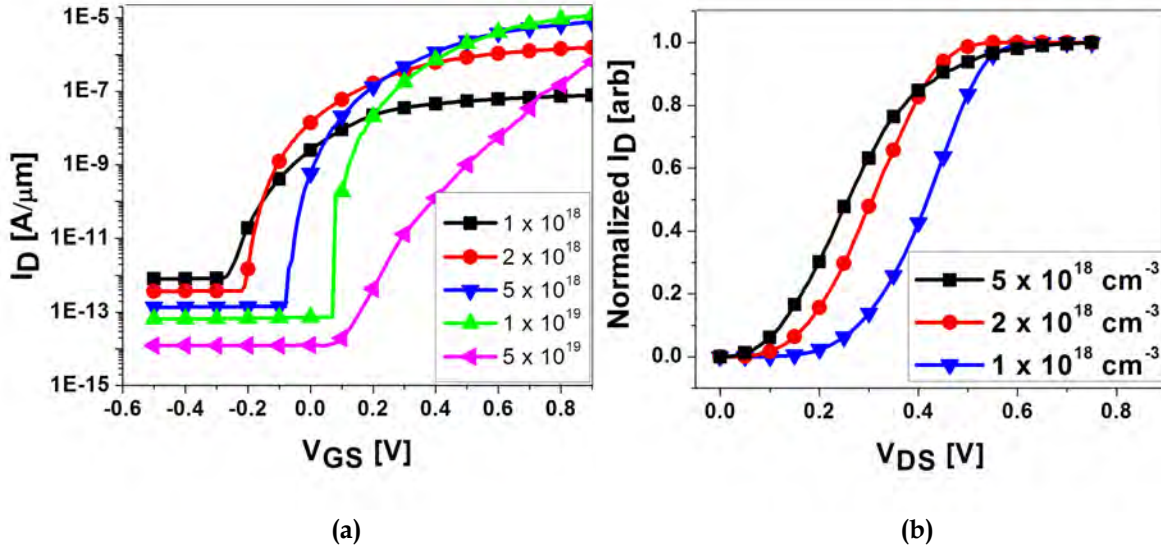 1E-5
1E-7
1E-9
1E-11
1E-13
1E-15
I_D [A/μm]
-0.6 -0.4 -0.2 0.0 0.2 0.4 0.6 0.8
V_GS [V]
1 x 10^18
2 x 10^18
5 x 10^18
1 x 10^19
5 x 10^19
(a)
1.0
0.8
0.6
0.4
0.2
0.0
Normalized I_D [arb]
0.0 0.2 0.4 0.6 0.8
V_DS [V]
5 x 10^18 cm^-3
2 x 10^18 cm^-3
1 x 10^18 cm^-3
(b)